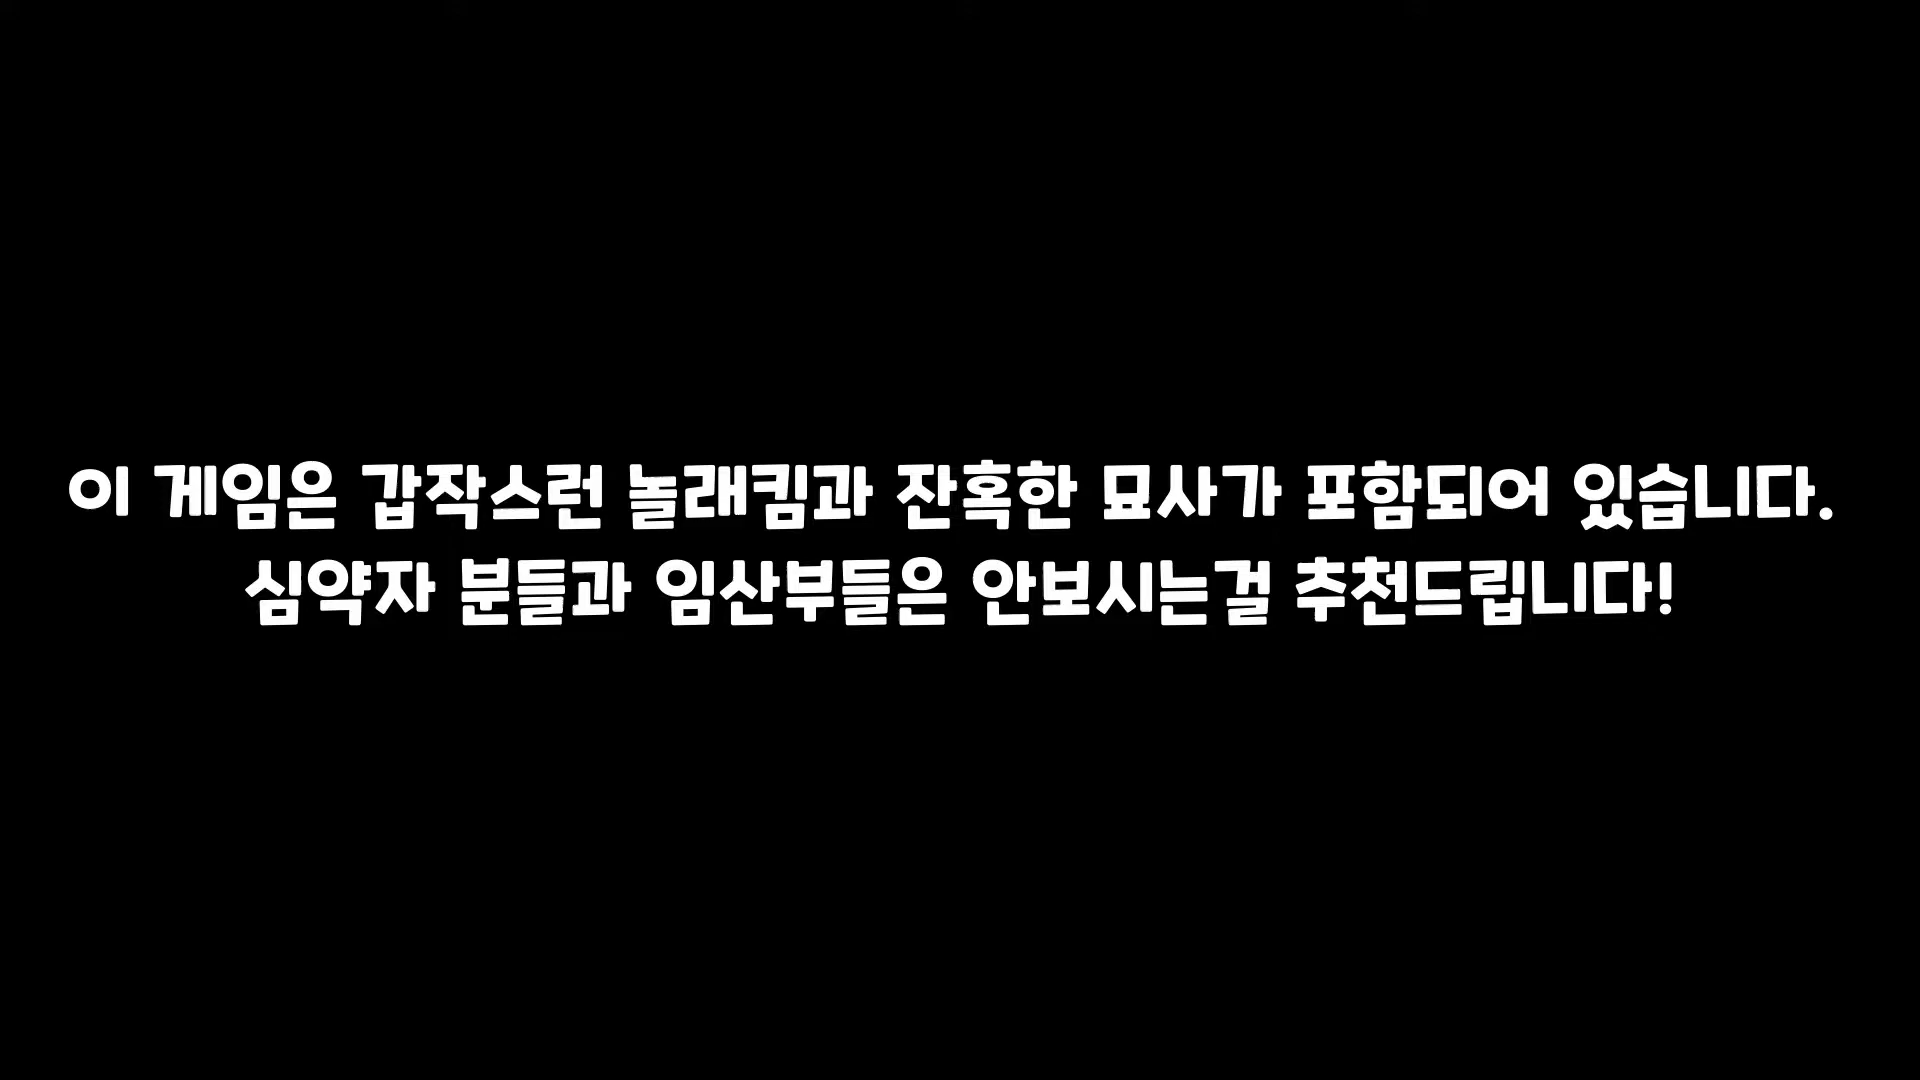 이 게임은 갑작스런 놀래킴과 잔혹한 묘사가 포함되어 있습니다.
심약자 분들과 임산부들은 안보시는걸 추천드립니다!